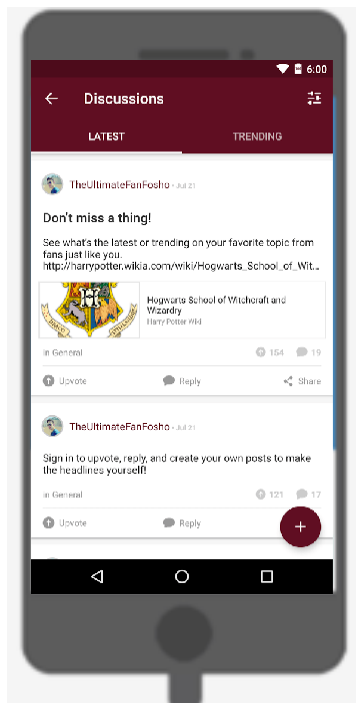 6:00
Discussions
LATEST
TRENDING
TheUltimateFanFosho • Jul 21
Don't miss a thing!
See what's the latest or trending on your favorite topic from
fans just like you.
http://harrypotter.wikia.com/wiki/Hogwarts_School_of_Wit...
H
Hogwarts School of Witchcraft and
Wizardry
Harry Potter Wiki
in General
154
19
Upvote
Reply
Share
TheUltimateFanFosho • Jul 21
Sign in to upvote, reply, and create your own posts to make
the headlines yourself!
in General
121
17
Upvote
Reply